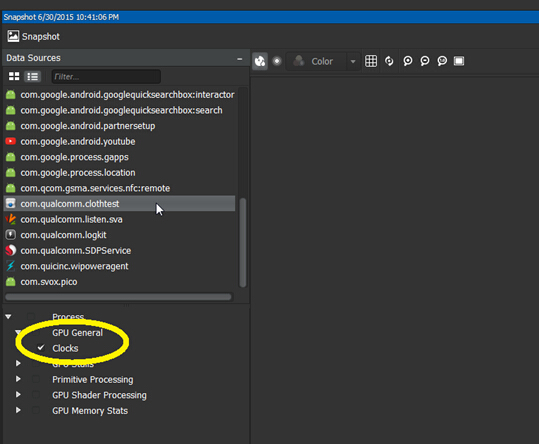 Snapshot 6/30/2015 10:41:06 PM
Snapshot
Data Sources
Filter...
Color
com.google.android.googlequicksearchbox:interactor
com.google.android.googlequicksearchbox:search
com.google.android.partnersetup
com.google.android.youtube
com.google.process.gapps
com.google.process.location
com.qcom.gsma.services.nfc:remote
com.qualcomm.clothtest
com.qualcomm.listen.sva
com.qualcomm.logkit
com.qualcomm.SDPService
com.quicinc.wipoweragent
com.svox.pico
Process
GPU General
Clocks
GPU Stalls
Primitive Processing
GPU Shader Processing
GPU Memory Stats